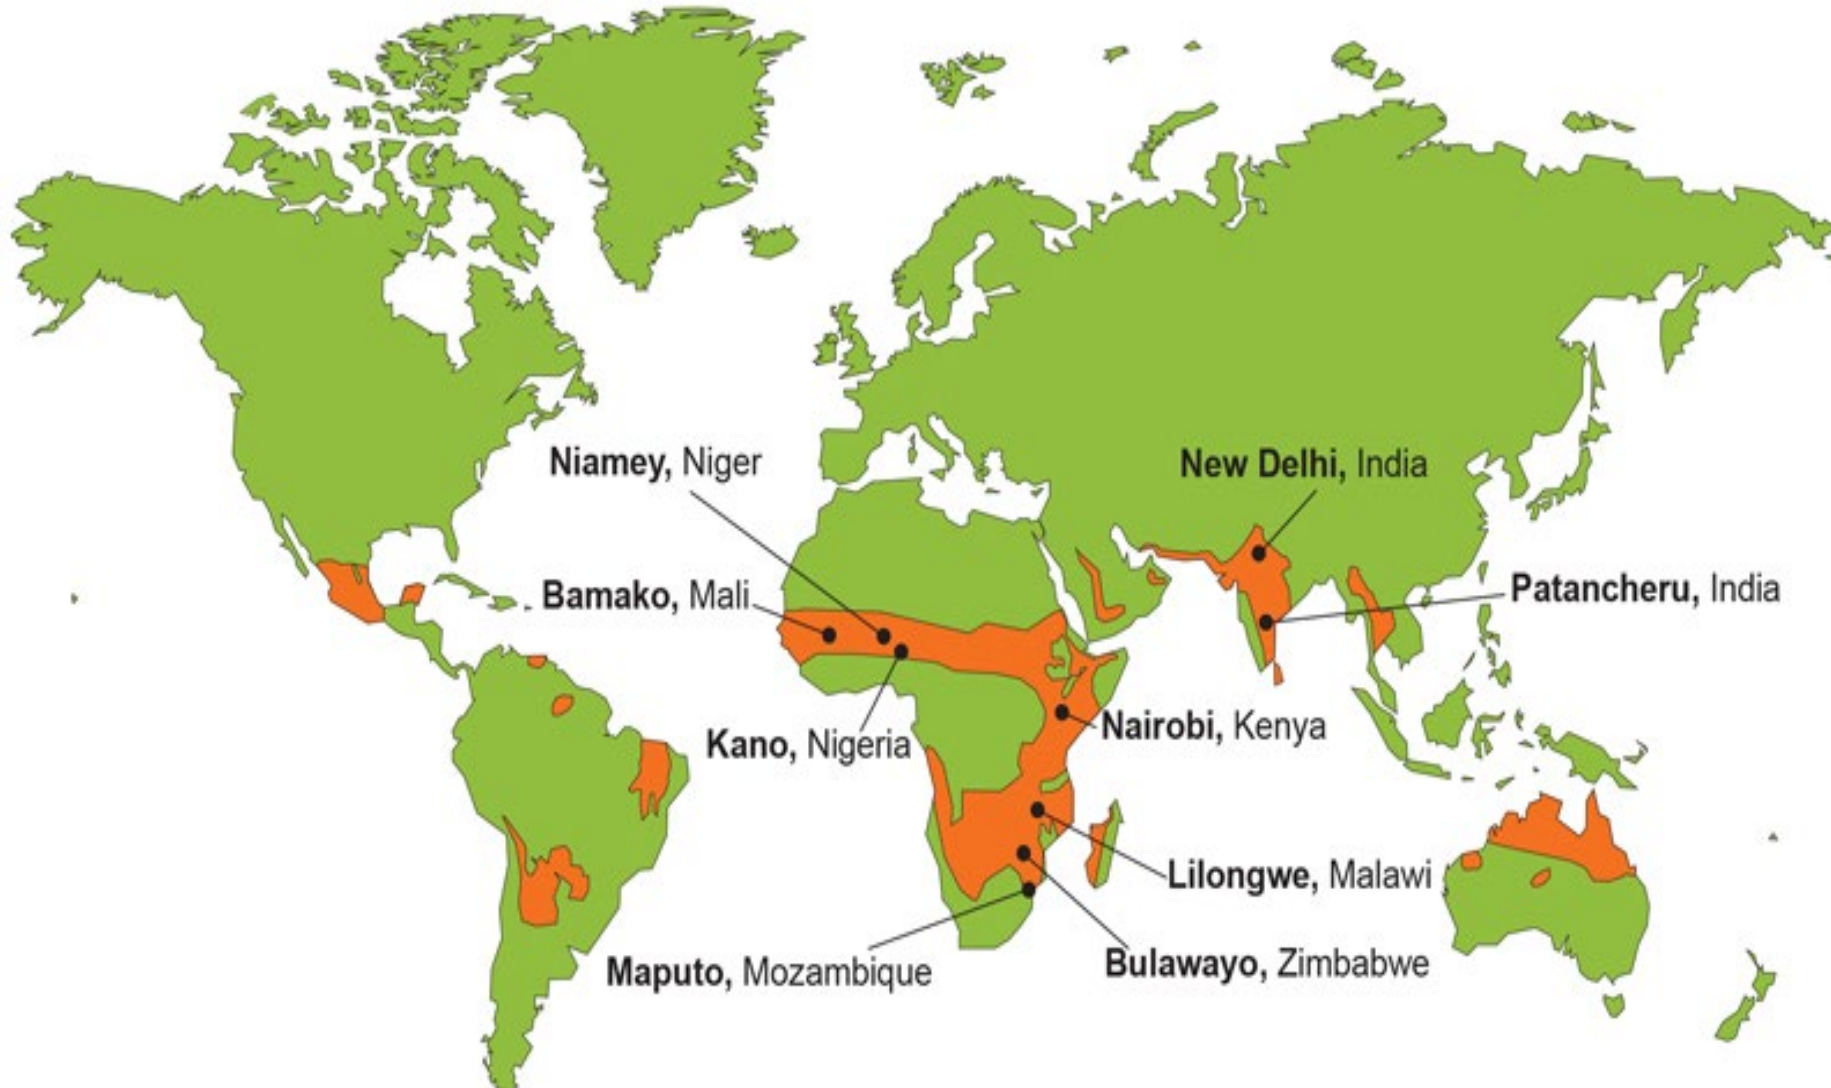 Niamey, Niger
New Delhi, India
Bamako, Mali
Patancheru, India
Kano, Nigeria
Nairobi, Kenya
Lilongwe, Malawi
Maputo, Mozambique
Bulawayo, Zimbabwe